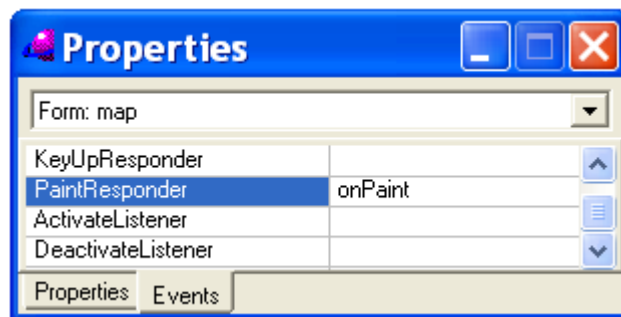 Properties
Form: map
KeyUpResponder
PaintResponder onPaint
ActivateListener
DeactivateListener
Properties Events